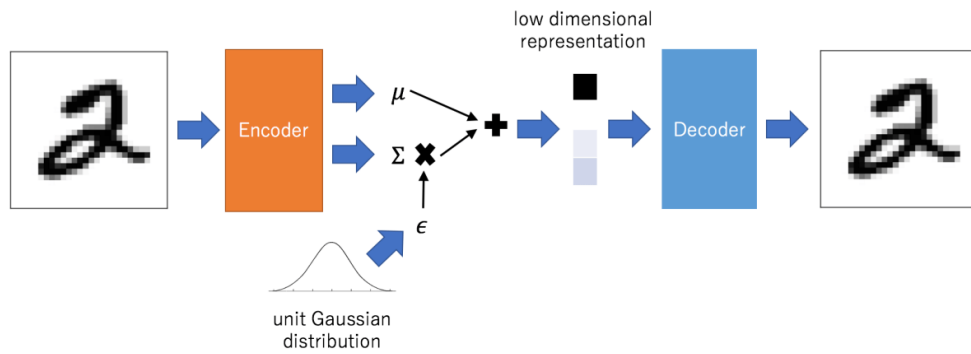 low dimensional
representation
Encoder
μ
Σ
ϵ
Decoder
unit Gaussian
distribution